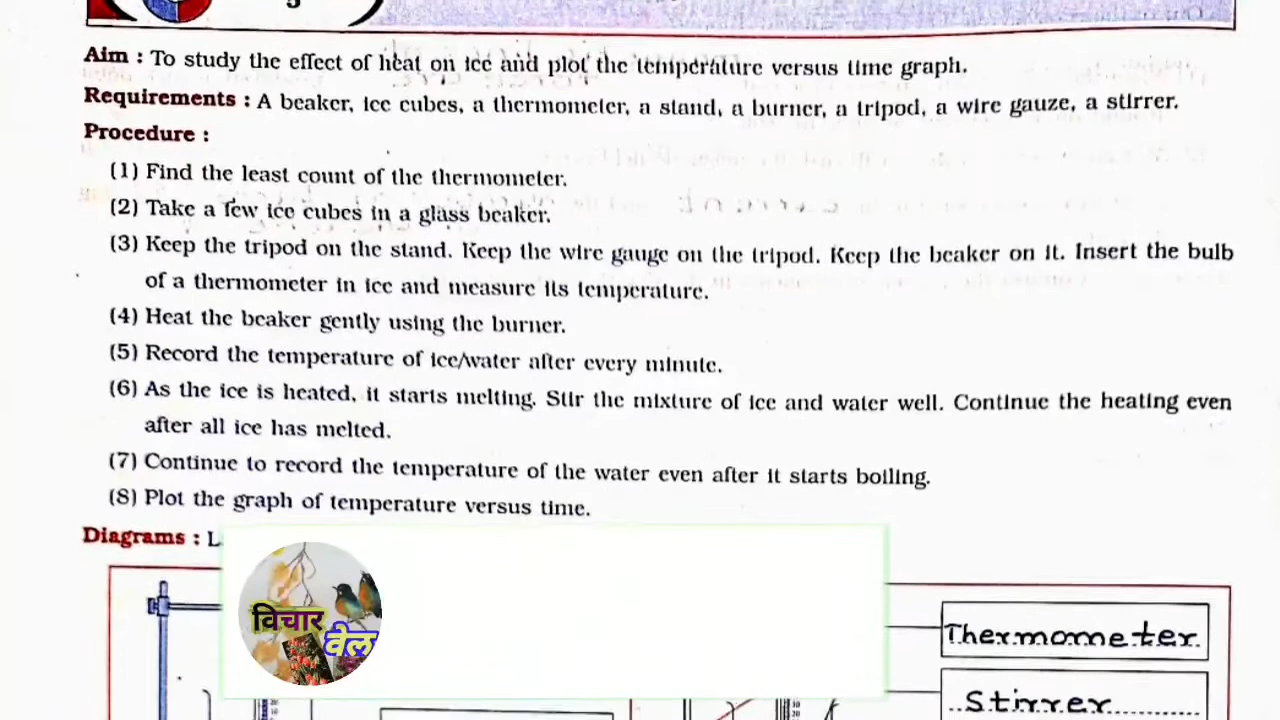 Aim : To study the effect of heat on ice and plot the temperature versus time graph.
Requirements : A beaker, ice cubes, a thermometer, a stand, a burner, a tripod, a wire gauze, a stirrer.
Procedure :
(1) Find the least count of the thermometer.
(2) Take a few ice cubes in a glass beaker.
(3) Keep the tripod on the stand. Keep the wire gauge on the tripod. Keep the beaker on it. Insert the bulb
of a thermometer in ice and measure its temperature.
(4) Heat the beaker gently using the burner.
(5) Record the temperature of ice/water after every minute.
(6) As the ice is heated, it starts melting. Stir the mixture of ice and water well. Continue the heating even
after all ice has melted.
(7) Continue to record the temperature of the water even after it starts boiling.
(8) Plot the graph of temperature versus time.
Diagrams : L
विचार
वेल
Thermometer
Stirrer